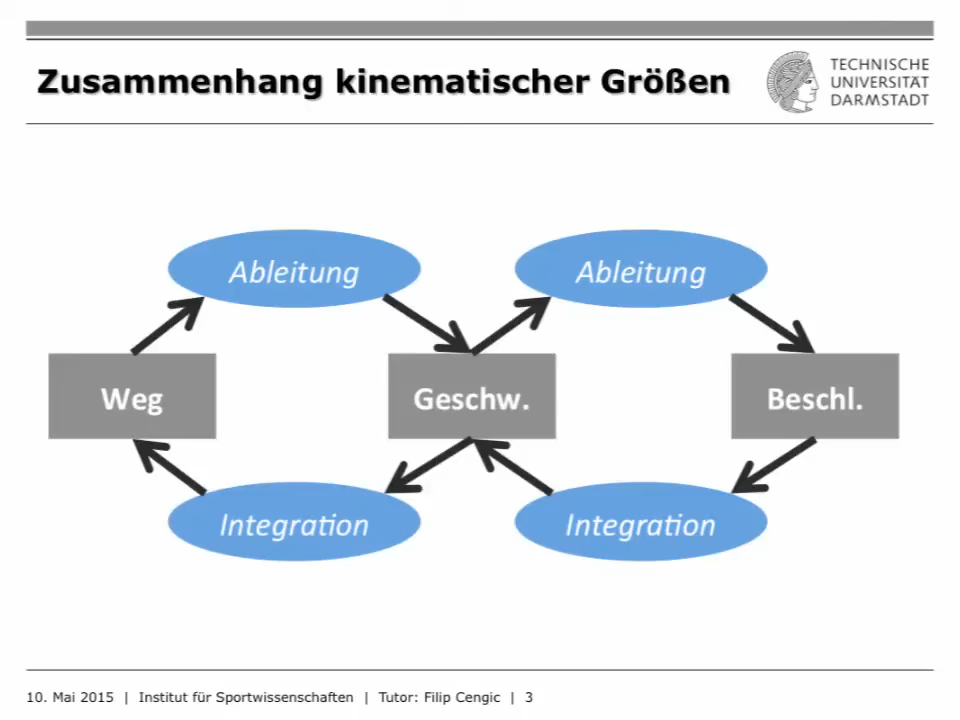 Zusammenhang kinematischer Größen
TECHNISCHE
UNIVERSITÄT
DARMSTADT
Ableitung
Ableitung
Weg
Geschw.
Beschl.
Integration
Integration
10. Mai 2015 | Institut für Sportwissenschaften | Tutor: Filip Cengic | 3